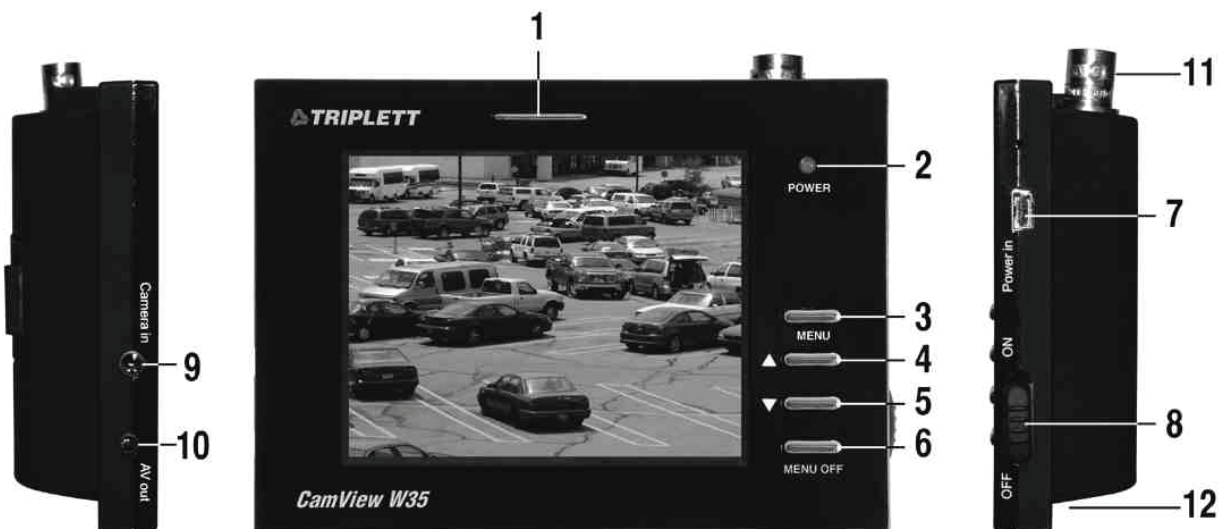 1
TRIPLETT
2
POWER
3
MENU
4
5
6
MENU OFF
CamView W35
Camera in
9
10
AV out
11
7
Power in
ON
8
OFF
12